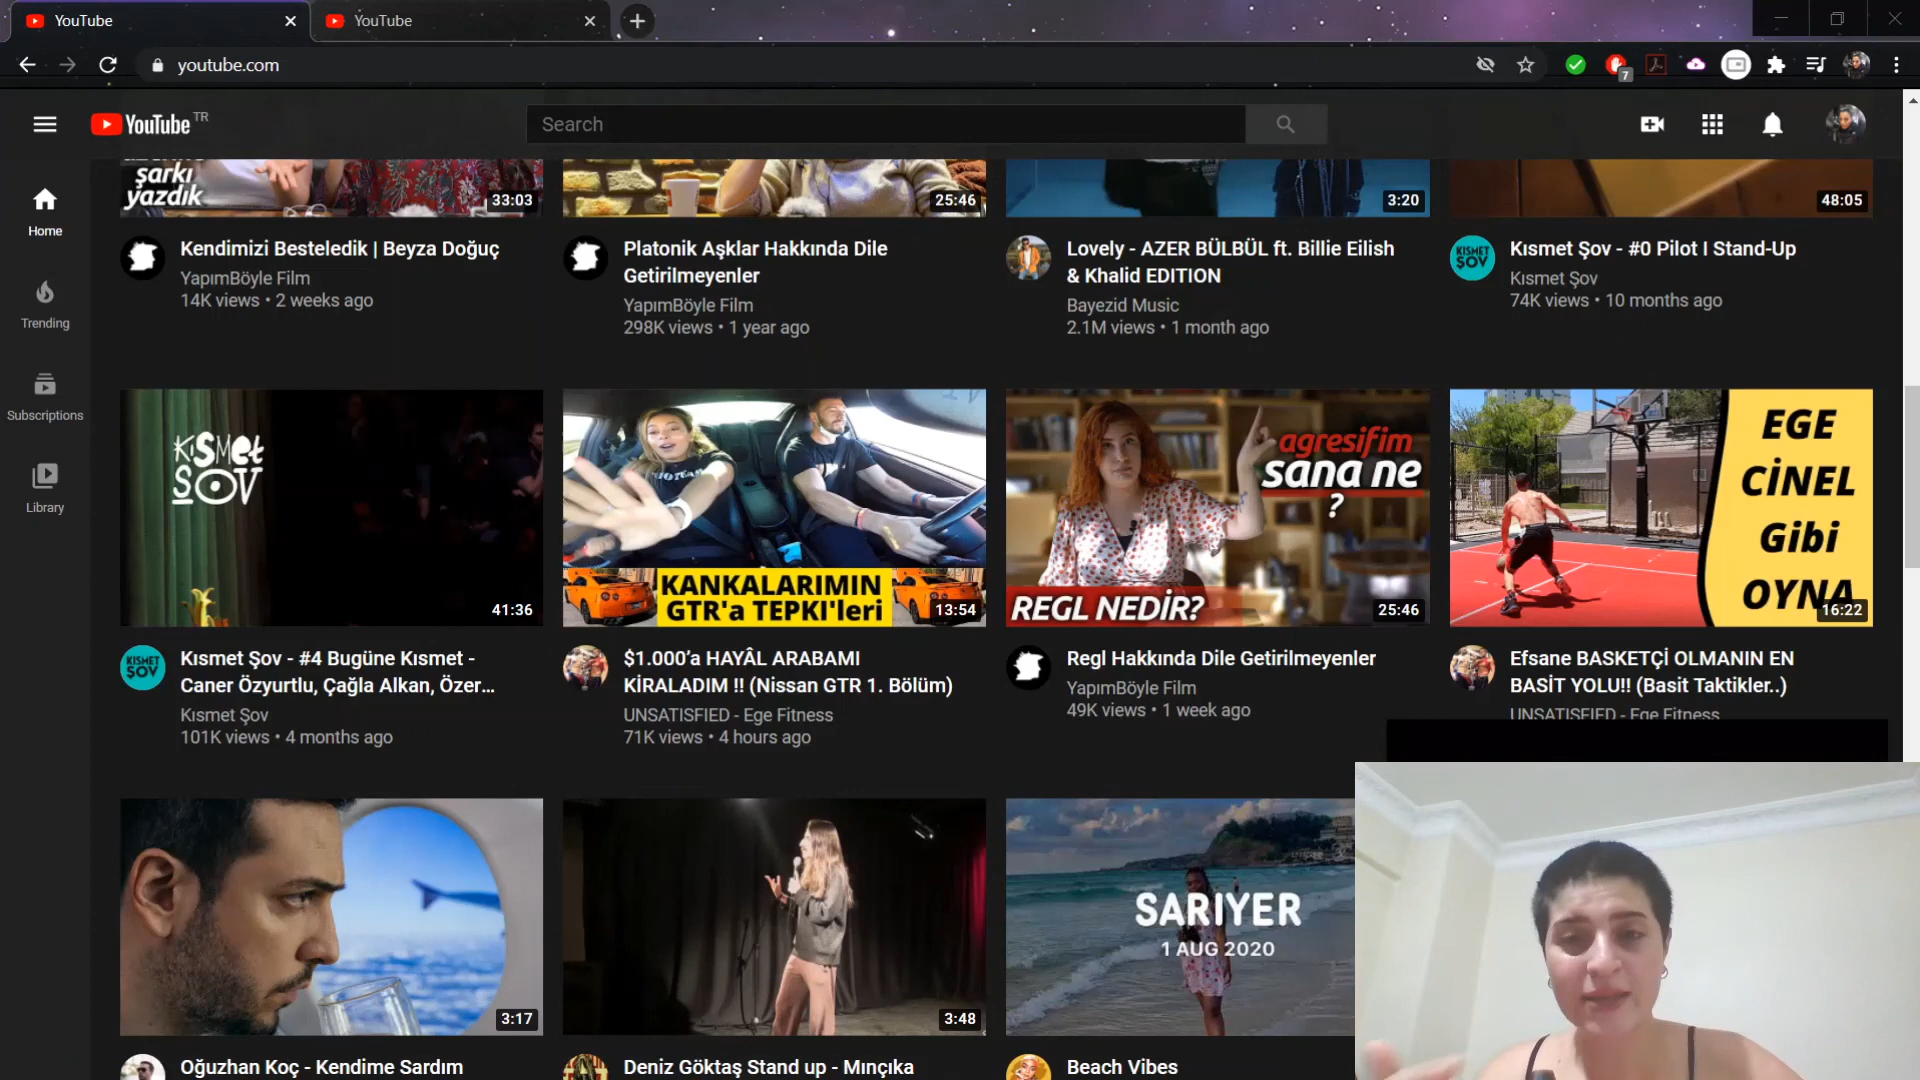 YouTube
YouTube
youtube.com
7
YouTube TR
Search
Home
Trending
Subscriptions
Library
şarkı
yazdık
33:03
Kendimizi Besteledik | Beyza Doğuç
YapımBöyle Film
14K views • 2 weeks ago
25:46
Platonik Aşklar Hakkında Dile
Getirilmeyenler
YapımBöyle Film
298K views • 1 year ago
3:20
Lovely - AZER BÜLBÜL ft. Billie Eilish
& Khalid EDITION
Bayezid Music
2.1M views • 1 month ago
48:05
KISMET
ŞOV
Kısmet Şov - #0 Pilot I Stand-Up
Kısmet Şov
74K views • 10 months ago
KıSMEt
ŞOV
41:36
KISMET
ŞOV
Kısmet Şov - #4 Bugüne Kısmet -
Caner Özyurtlu, Çağla Alkan, Özer...
Kısmet Şov
101K views • 4 months ago
KANKALARIMIN
GTR'a TEPKI'leri
13:54
$1.000’a HAYÂL ARABAMI
KİRALADIM !! (Nissan GTR 1. Bölüm)
UNSATISFIED - Ege Fitness
71K views • 4 hours ago
agresifim
sana ne
?
REGL NEDİR?
25:46
Regl Hakkında Dile Getirilmeyenler
YapımBöyle Film
49K views • 1 week ago
EGE
CİNEL
Gibi
OYNA
16:22
Efsane BASKETÇİ OLMANIN EN
BASİT YOLU!! (Basit Taktikler..)
UNSATISFIED - Ege Fitness
3:17
Oğuzhan Koç - Kendime Sardım
3:48
Deniz Göktaş Stand up - Mınçıka
SARIYER
1 AUG 2020
Beach Vibes